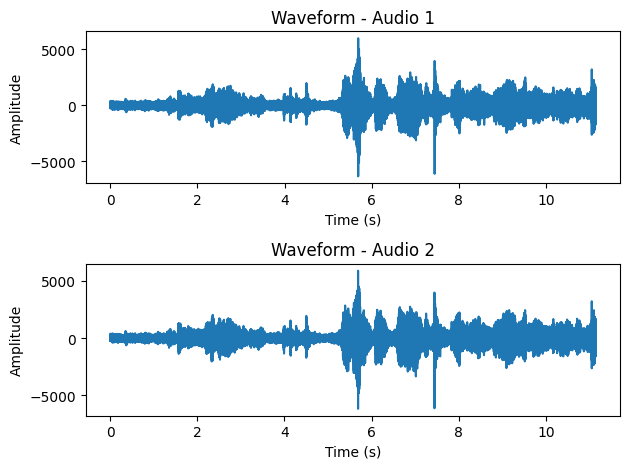 Waveform - Audio 1
Amplitude
5000
0
−5000
0 2 4 6 8 10
Time (s)
Waveform - Audio 2
Amplitude
5000
0
−5000
0 2 4 6 8 10
Time (s)